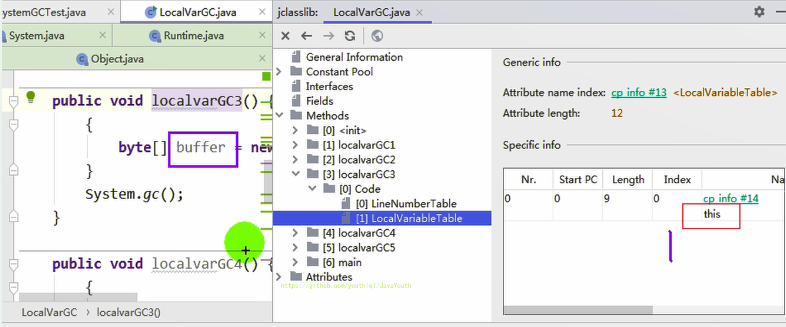 ystemGCTest.java
LocalVarGC.java
jclasslib:
LocalVarGC.java
System.java
Runtime.java
Object.java
public void localvarGC3() {
{
byte[] buffer = new
}
System.gc();
}
public void localvarGC4() {
{
LocalVarGC
localvarGC3()
General Information
Constant Pool
Interfaces
Fields
Methods
[0] <init>
[1] localvarGC1
[2] localvarGC2
[3] localvarGC3
[0] Code
[0] LineNumberTable
[1] LocalVariableTable
[4] localvarGC4
[5] localvarGC5
[6] main
Attributes
https://github.com/youthlql/JavaYouth
Generic info
Attribute name index: cp info #13 <LocalVariableTable>
Attribute length: 12
Specific info
Nr. Start PC Length Index Na
0 0 9 0 cp info #14
this